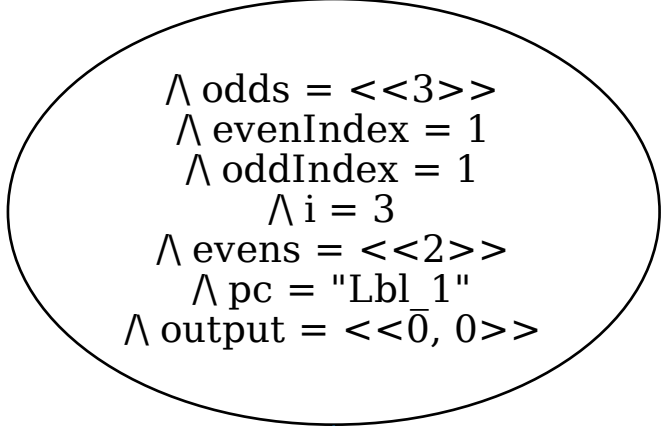 /\ odds = <<3>>
/\ evenIndex = 1
/\ oddIndex = 1
/\ i = 3
/\ evens = <<2>>
/\ pc = "Lbl_1"
/\ output = <<0, 0>>